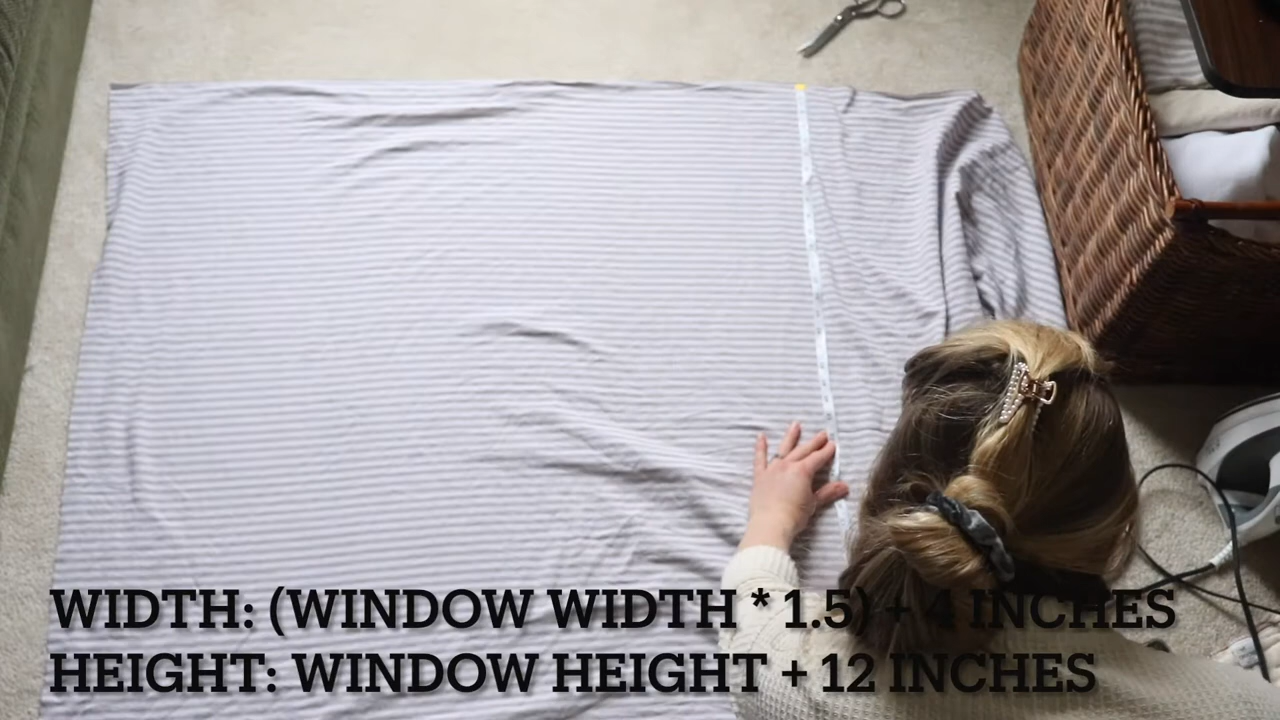 WIDTH: (WINDOW WIDTH * 1.5) + 4 INCHES
HEIGHT: WINDOW HEIGHT + 12 INCHES